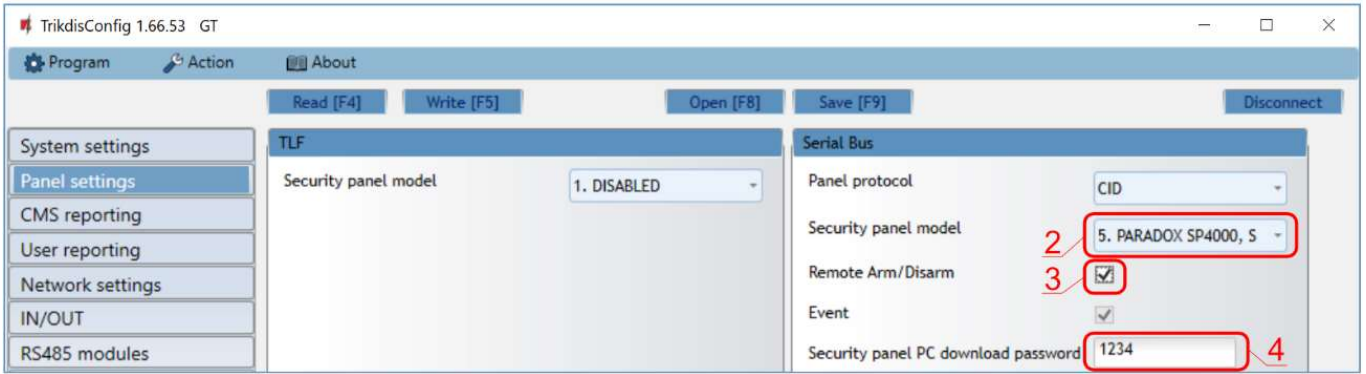 TrikdisConfig 1.66.53 GT
Program Action About
Read [F4] Write [F5] Open [F8] Save [F9] Disconnect
System settings
Panel settings
CMS reporting
User reporting
Network settings
IN/OUT
RS485 modules
TLF
Security panel model 1. DISABLED
Serial Bus
Panel protocol CID
Security panel model 2 5. PARADOX SP4000, S
Remote Arm/Disarm 3
Event
Security panel PC download password 1234 4